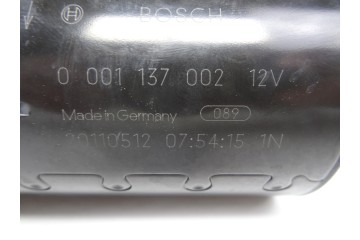 BOSCH
0 001 137 002 12V
Made in Germany 089
20110512 07:54:15 1N